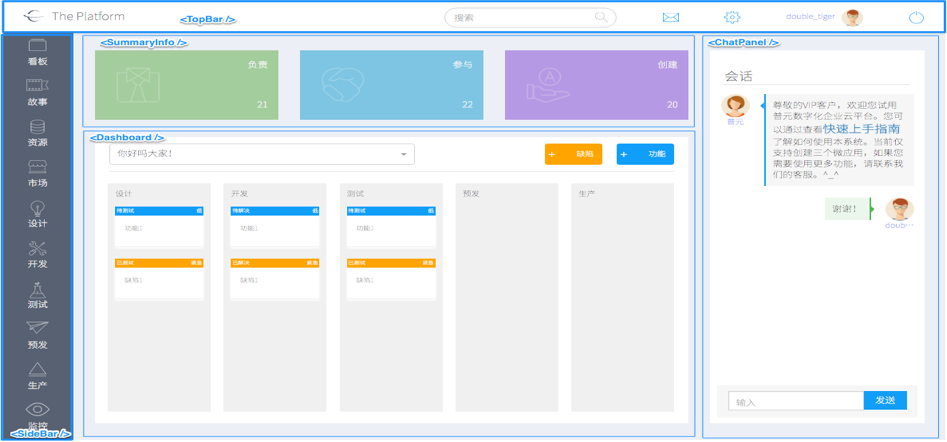 The Platform
<TopBar />
搜索
double_tiger
<SideBar />
看板
故事
资源
市场
设计
开发
测试
预发
生产
监控
<SummaryInfo />
负责
21
参与
22
创建
20
<Dashboard />
你好吗大家!
+ 缺陷
+ 功能
设计
待测试 低
功能1
已测试 紧急
缺陷1
开发
待解决 低
功能1
已解决 紧急
缺陷1
测试
待测试 低
功能1
已测试 紧急
缺陷1
预发
生产
<ChatPanel />
会话
普元
尊敬的VIP客户,欢迎您试用
普元数字化企业云平台。您可
以通过查看快速上手指南
了解如何使用本系统。当前仅
支持创建三个微应用,如果您
需要使用更多功能,请联系我
们的客服。^_^
谢谢!
doub...
输入
发送